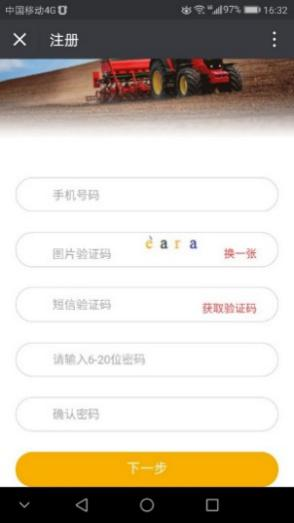 中国移动4G 97% 16:32
注册
手机号码
图片验证码 èara 换一张
短信验证码 获取验证码
请输入6-20位密码
确认密码
下一步